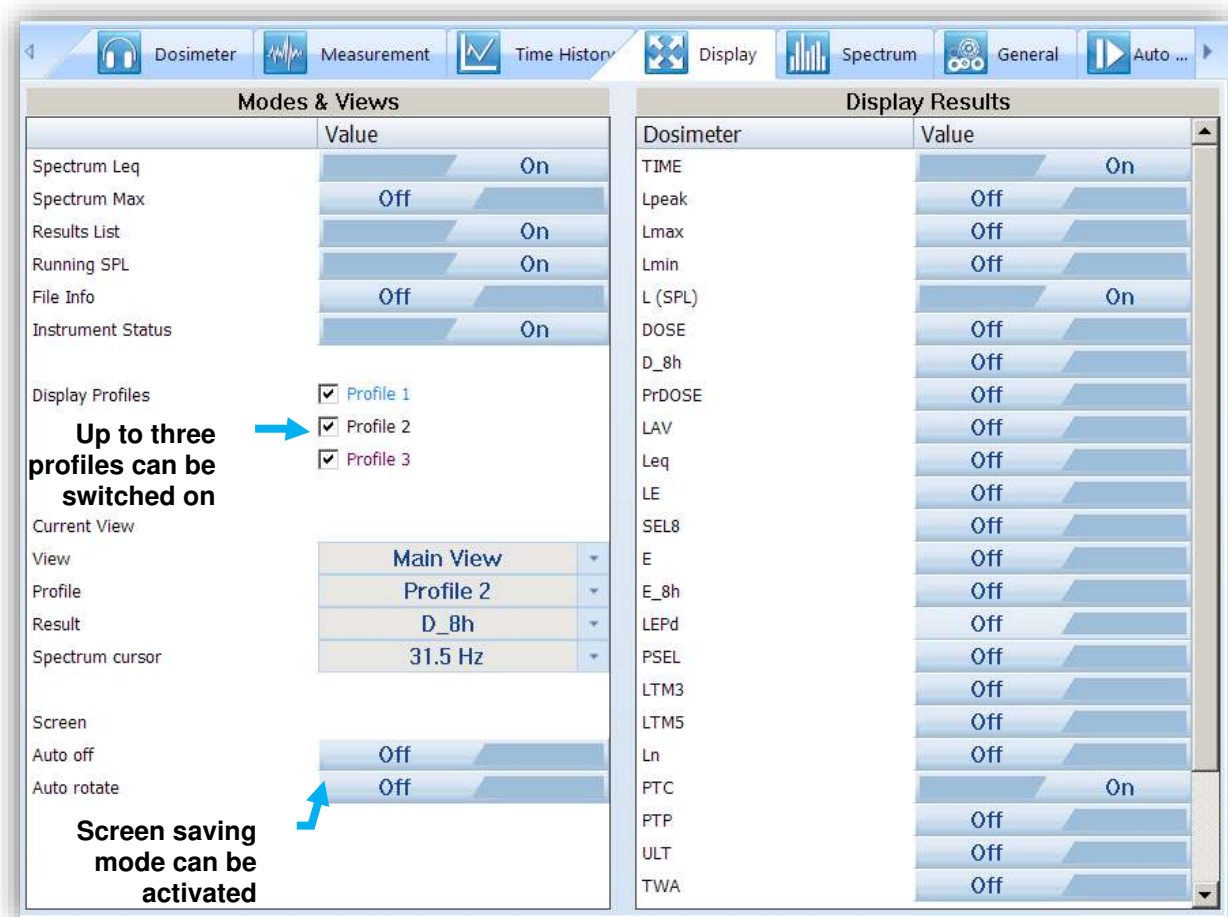 Dosimeter Measurement Time History Display Spectrum General Auto ...
Modes & Views
Value
Spectrum Leq On
Spectrum Max Off
Results List On
Running SPL On
File Info Off
Instrument Status On
Display Profiles Profile 1
Profile 2
Profile 3
Up to three
profiles can be
switched on
Current View
View Main View
Profile Profile 2
Result D_8h
Spectrum cursor 31.5 Hz
Screen
Auto off Off
Auto rotate Off
Screen saving
mode can be
activated
Display Results
Dosimeter Value
TIME On
Lpeak Off
Lmax Off
Lmin Off
L (SPL) On
DOSE Off
D_8h Off
PrDOSE Off
LAV Off
Leq Off
LE Off
SEL8 Off
E Off
E_8h Off
LEPd Off
PSEL Off
LTM3 Off
LTM5 Off
Ln Off
PTC On
PTP Off
ULT Off
TWA Off